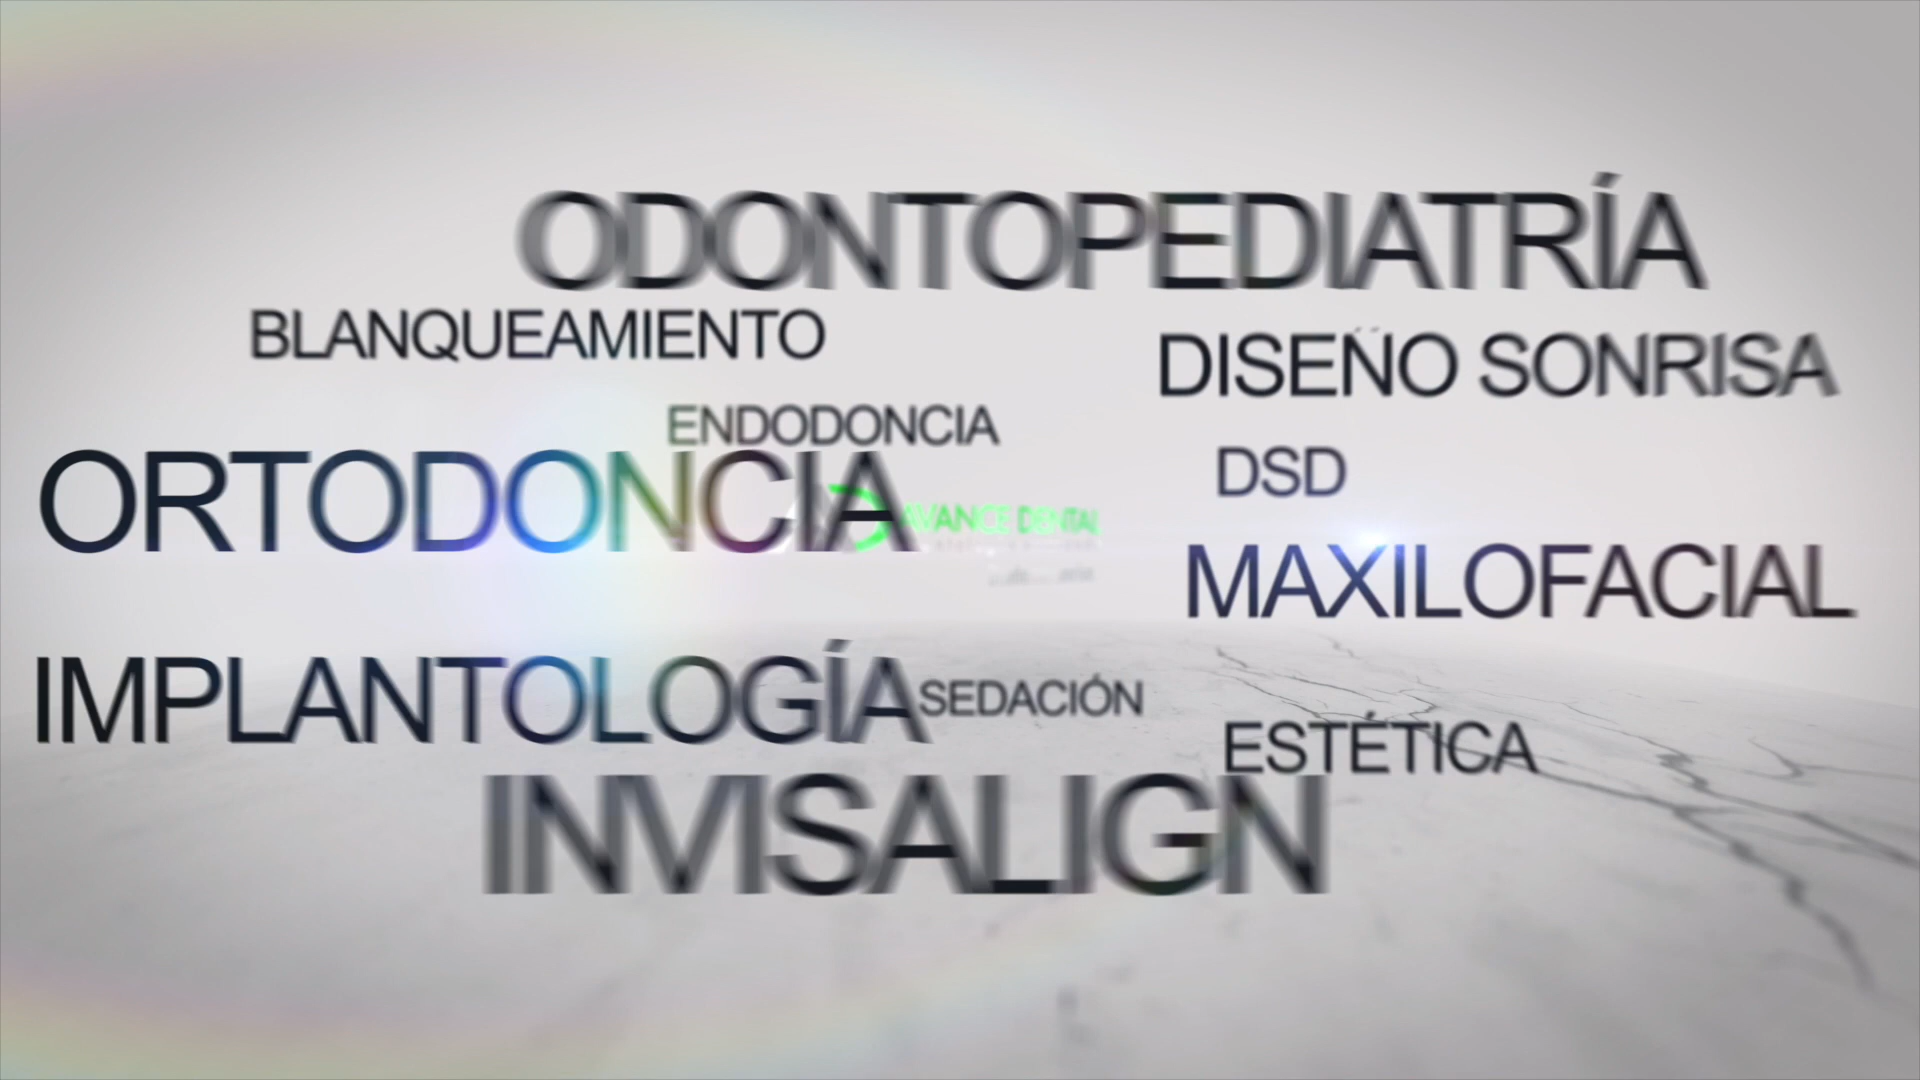 ODONTOPEDIATRÍA
BLANQUEAMIENTO
DISEÑO SONRISA
ENDODONCIA
ORTODONCIA
DSD
AVANCE DENTAL
MAXILOFACIAL
IMPLANTOLOGÍA
SEDACIÓN
ESTÉTICA
INVISALIGN